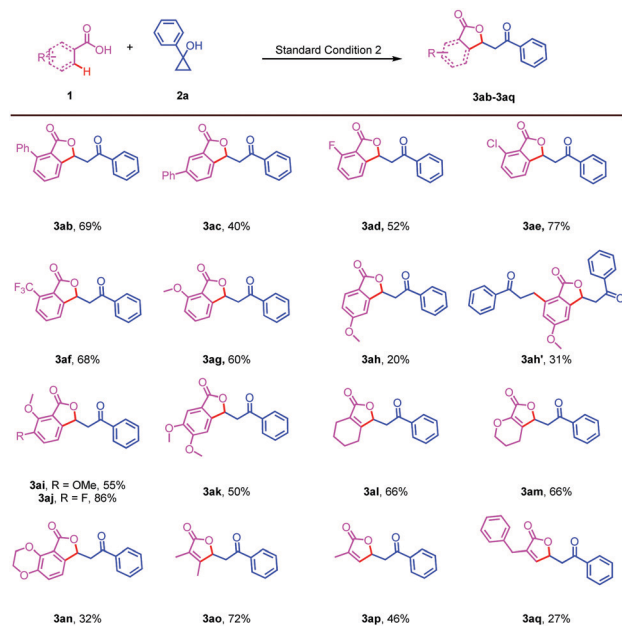 R
O
OH
H
1
+
OH
2a
Standard Condition 2
O
O
O
R
3ab-3aq
Ph O O O
3ab, 69%
Ph O O O
3ac, 40%
F O O O
3ad, 52%
Cl O O O
3ae, 77%
F3C O O O
3af, 68%
O O O O
3ag, 60%
O O O O
3ah, 20%
O O O O O
3ah', 31%
O R O O O
3ai, R = OMe, 55%
3aj, R = F, 86%
O O O O O
3ak, 50%
O O O
3al, 66%
O O O O
3am, 66%
O O O O O
3an, 32%
O O O
3ao, 72%
O O O
3ap, 46%
O O O
3aq, 27%